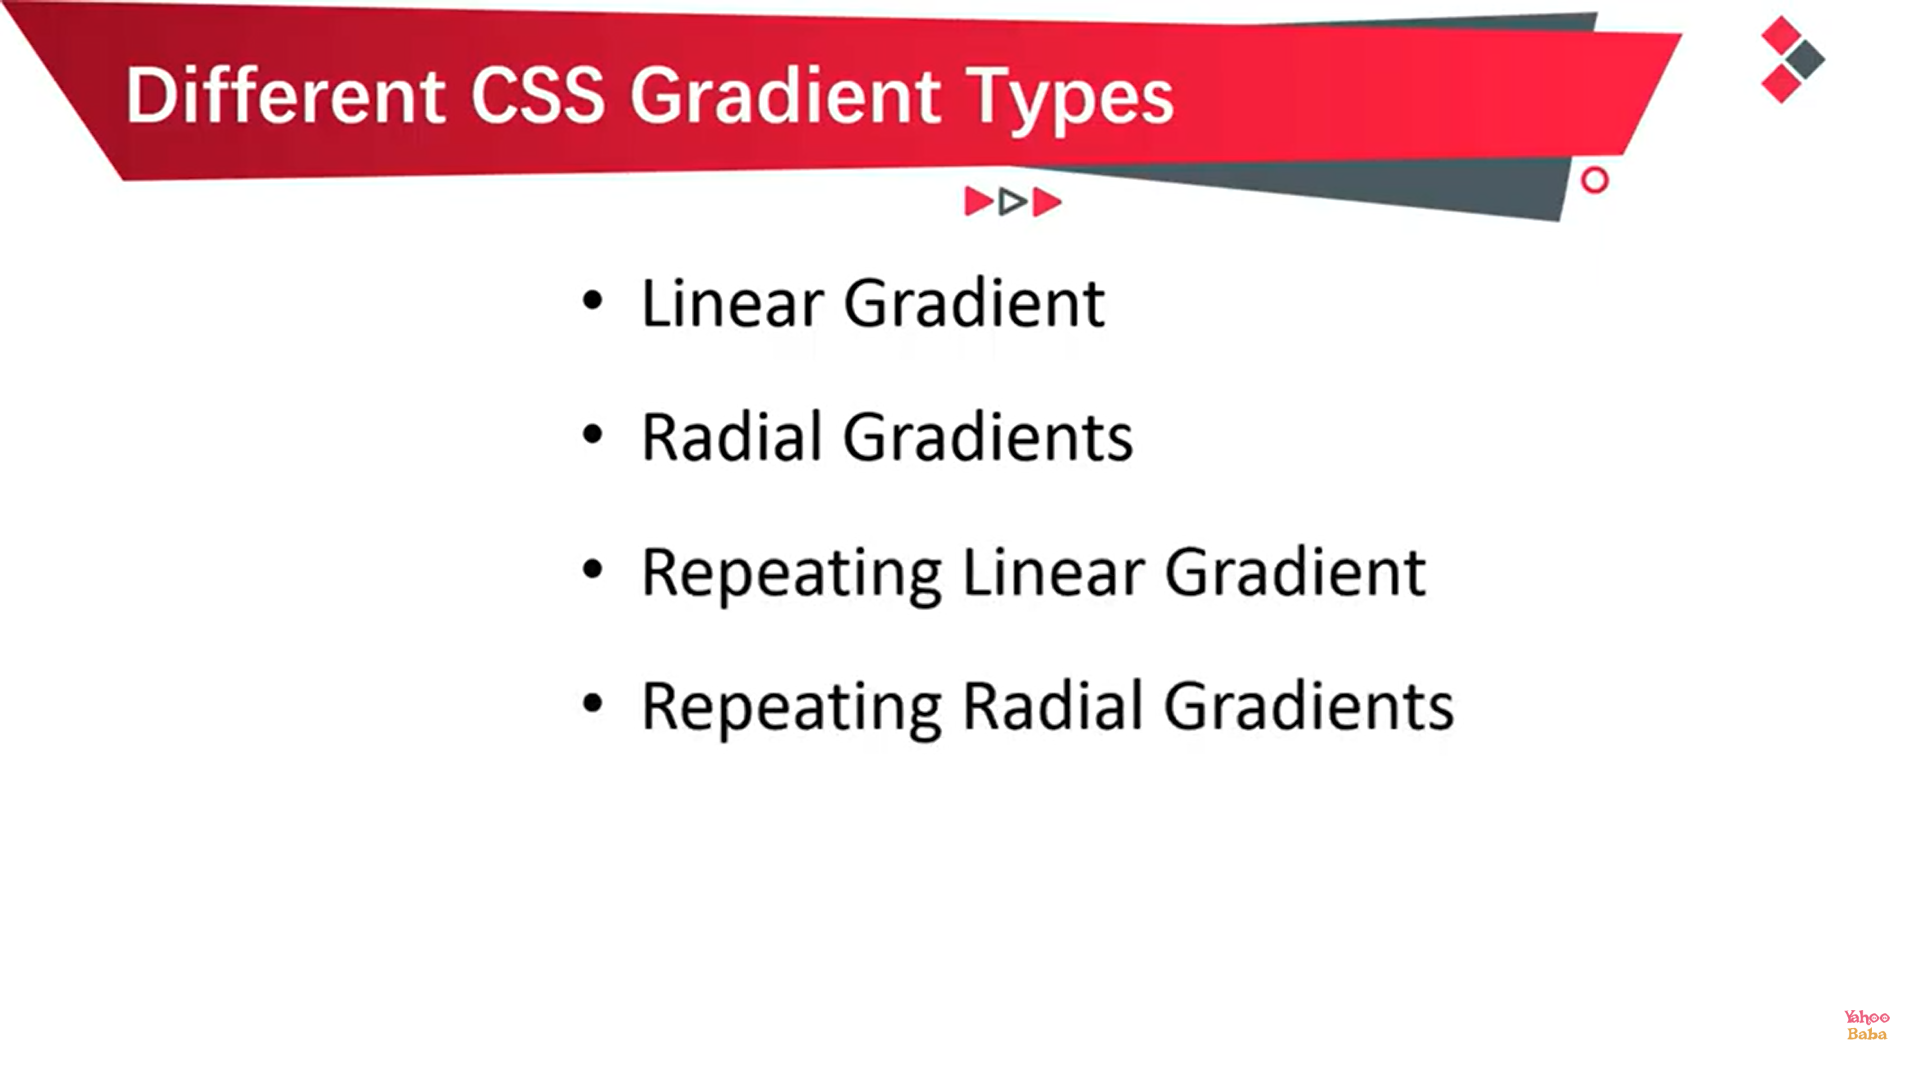 Different CSS Gradient Types
• Linear Gradient
• Radial Gradients
• Repeating Linear Gradient
• Repeating Radial Gradients
Yahoo
Baba